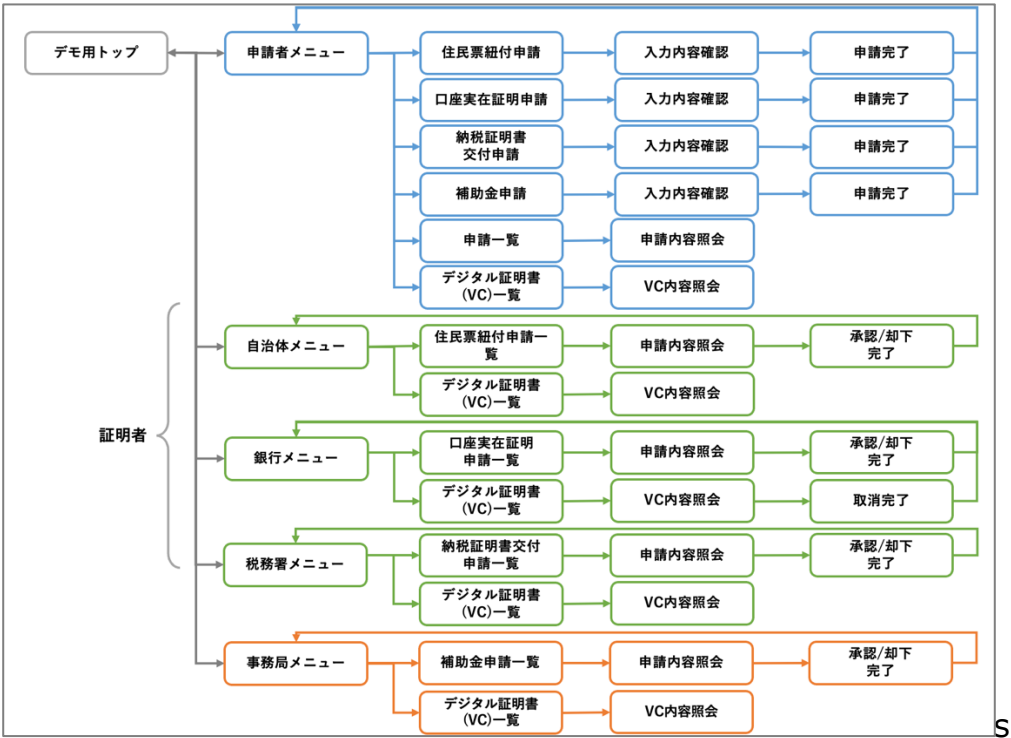 デモ用トップ
申請者メニュー
住民票紐付申請
入力内容確認
申請完了
口座実在証明申請
入力内容確認
申請完了
納税証明書
交付申請
入力内容確認
申請完了
補助金申請
入力内容確認
申請完了
申請一覧
申請内容照会
デジタル証明書
(VC)一覧
VC内容照会
証明者
自治体メニュー
住民票紐付申請一
覧
申請内容照会
承認/却下
完了
デジタル証明書
(VC)一覧
VC内容照会
銀行メニュー
口座実在証明
申請一覧
申請内容照会
承認/却下
完了
デジタル証明書
(VC)一覧
VC内容照会
取消完了
税務署メニュー
納税証明書交付
申請一覧
申請内容照会
承認/却下
完了
デジタル証明書
(VC)一覧
VC内容照会
事務局メニュー
補助金申請一覧
申請内容照会
承認/却下
完了
デジタル証明書
(VC)一覧
VC内容照会
s